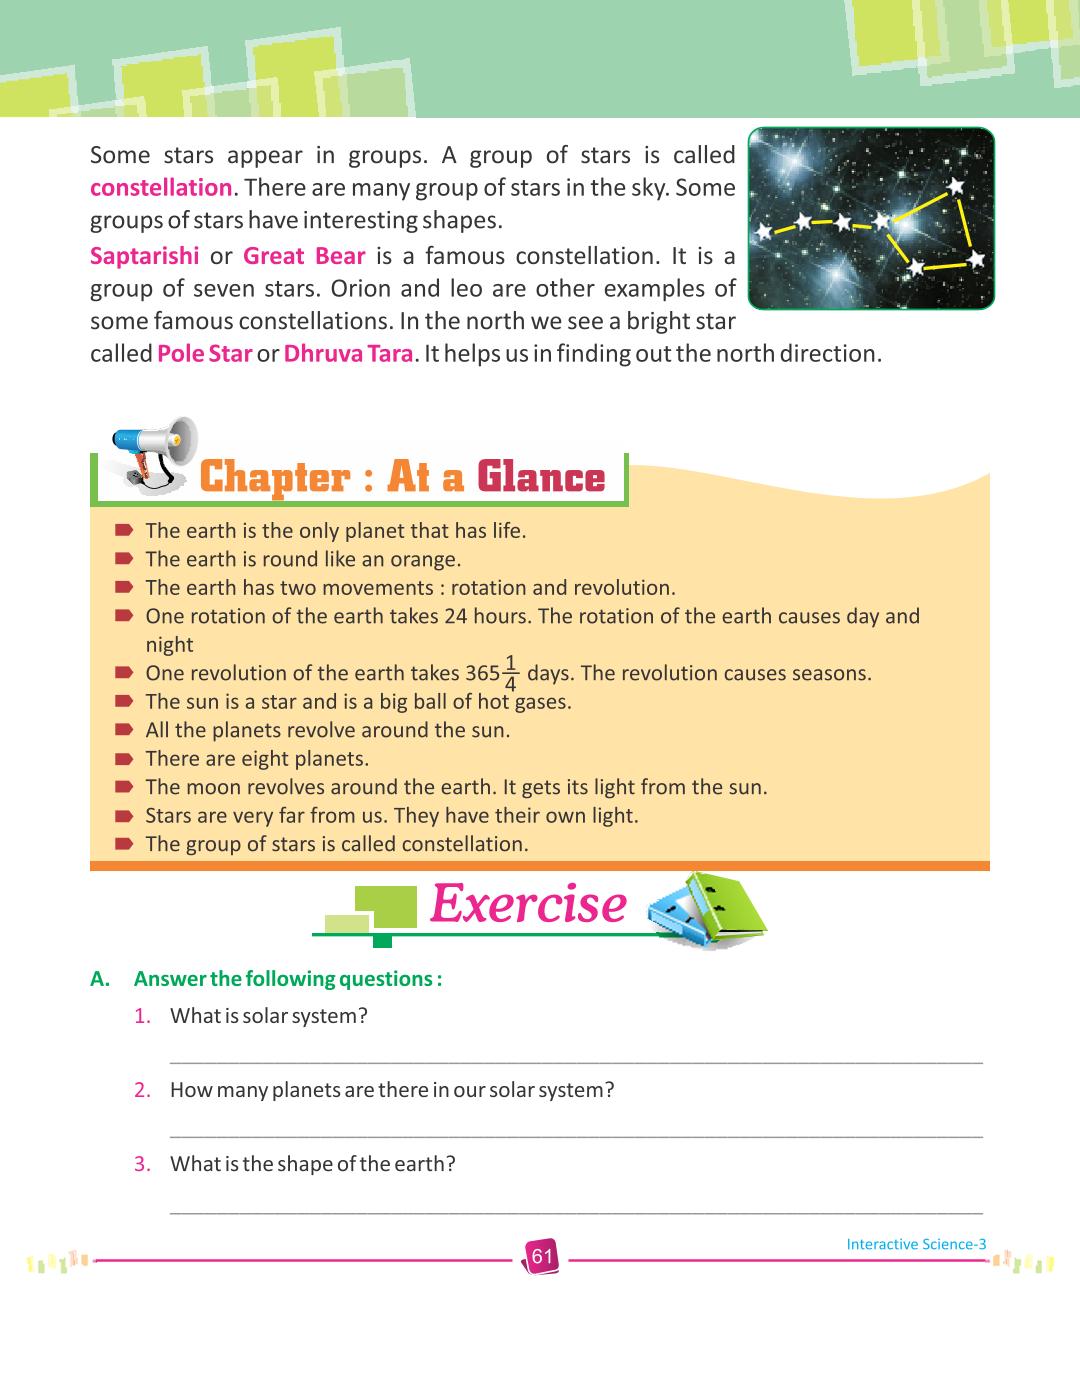 Some stars appear in groups. A group of stars is called
constellation. There are many group of stars in the sky. Some
groups of stars have interesting shapes.
Saptarishi or Great Bear is a famous constellation. It is a
group of seven stars. Orion and leo are other examples of
some famous constellations. In the north we see a bright star
called Pole Star or Dhruva Tara. It helps us in finding out the north direction.
Chapter : At a Glance
The earth is the only planet that has life.
The earth is round like an orange.
The earth has two movements : rotation and revolution.
One rotation of the earth takes 24 hours. The rotation of the earth causes day and
night
One revolution of the earth takes 365 1/4 days. The revolution causes seasons.
The sun is a star and is a big ball of hot gases.
All the planets revolve around the sun.
There are eight planets.
The moon revolves around the earth. It gets its light from the sun.
Stars are very far from us. They have their own light.
The group of stars is called constellation.
Exercise
A. Answer the following questions :
1. What is solar system?
2. How many planets are there in our solar system?
3. What is the shape of the earth?
Interactive Science-3
61